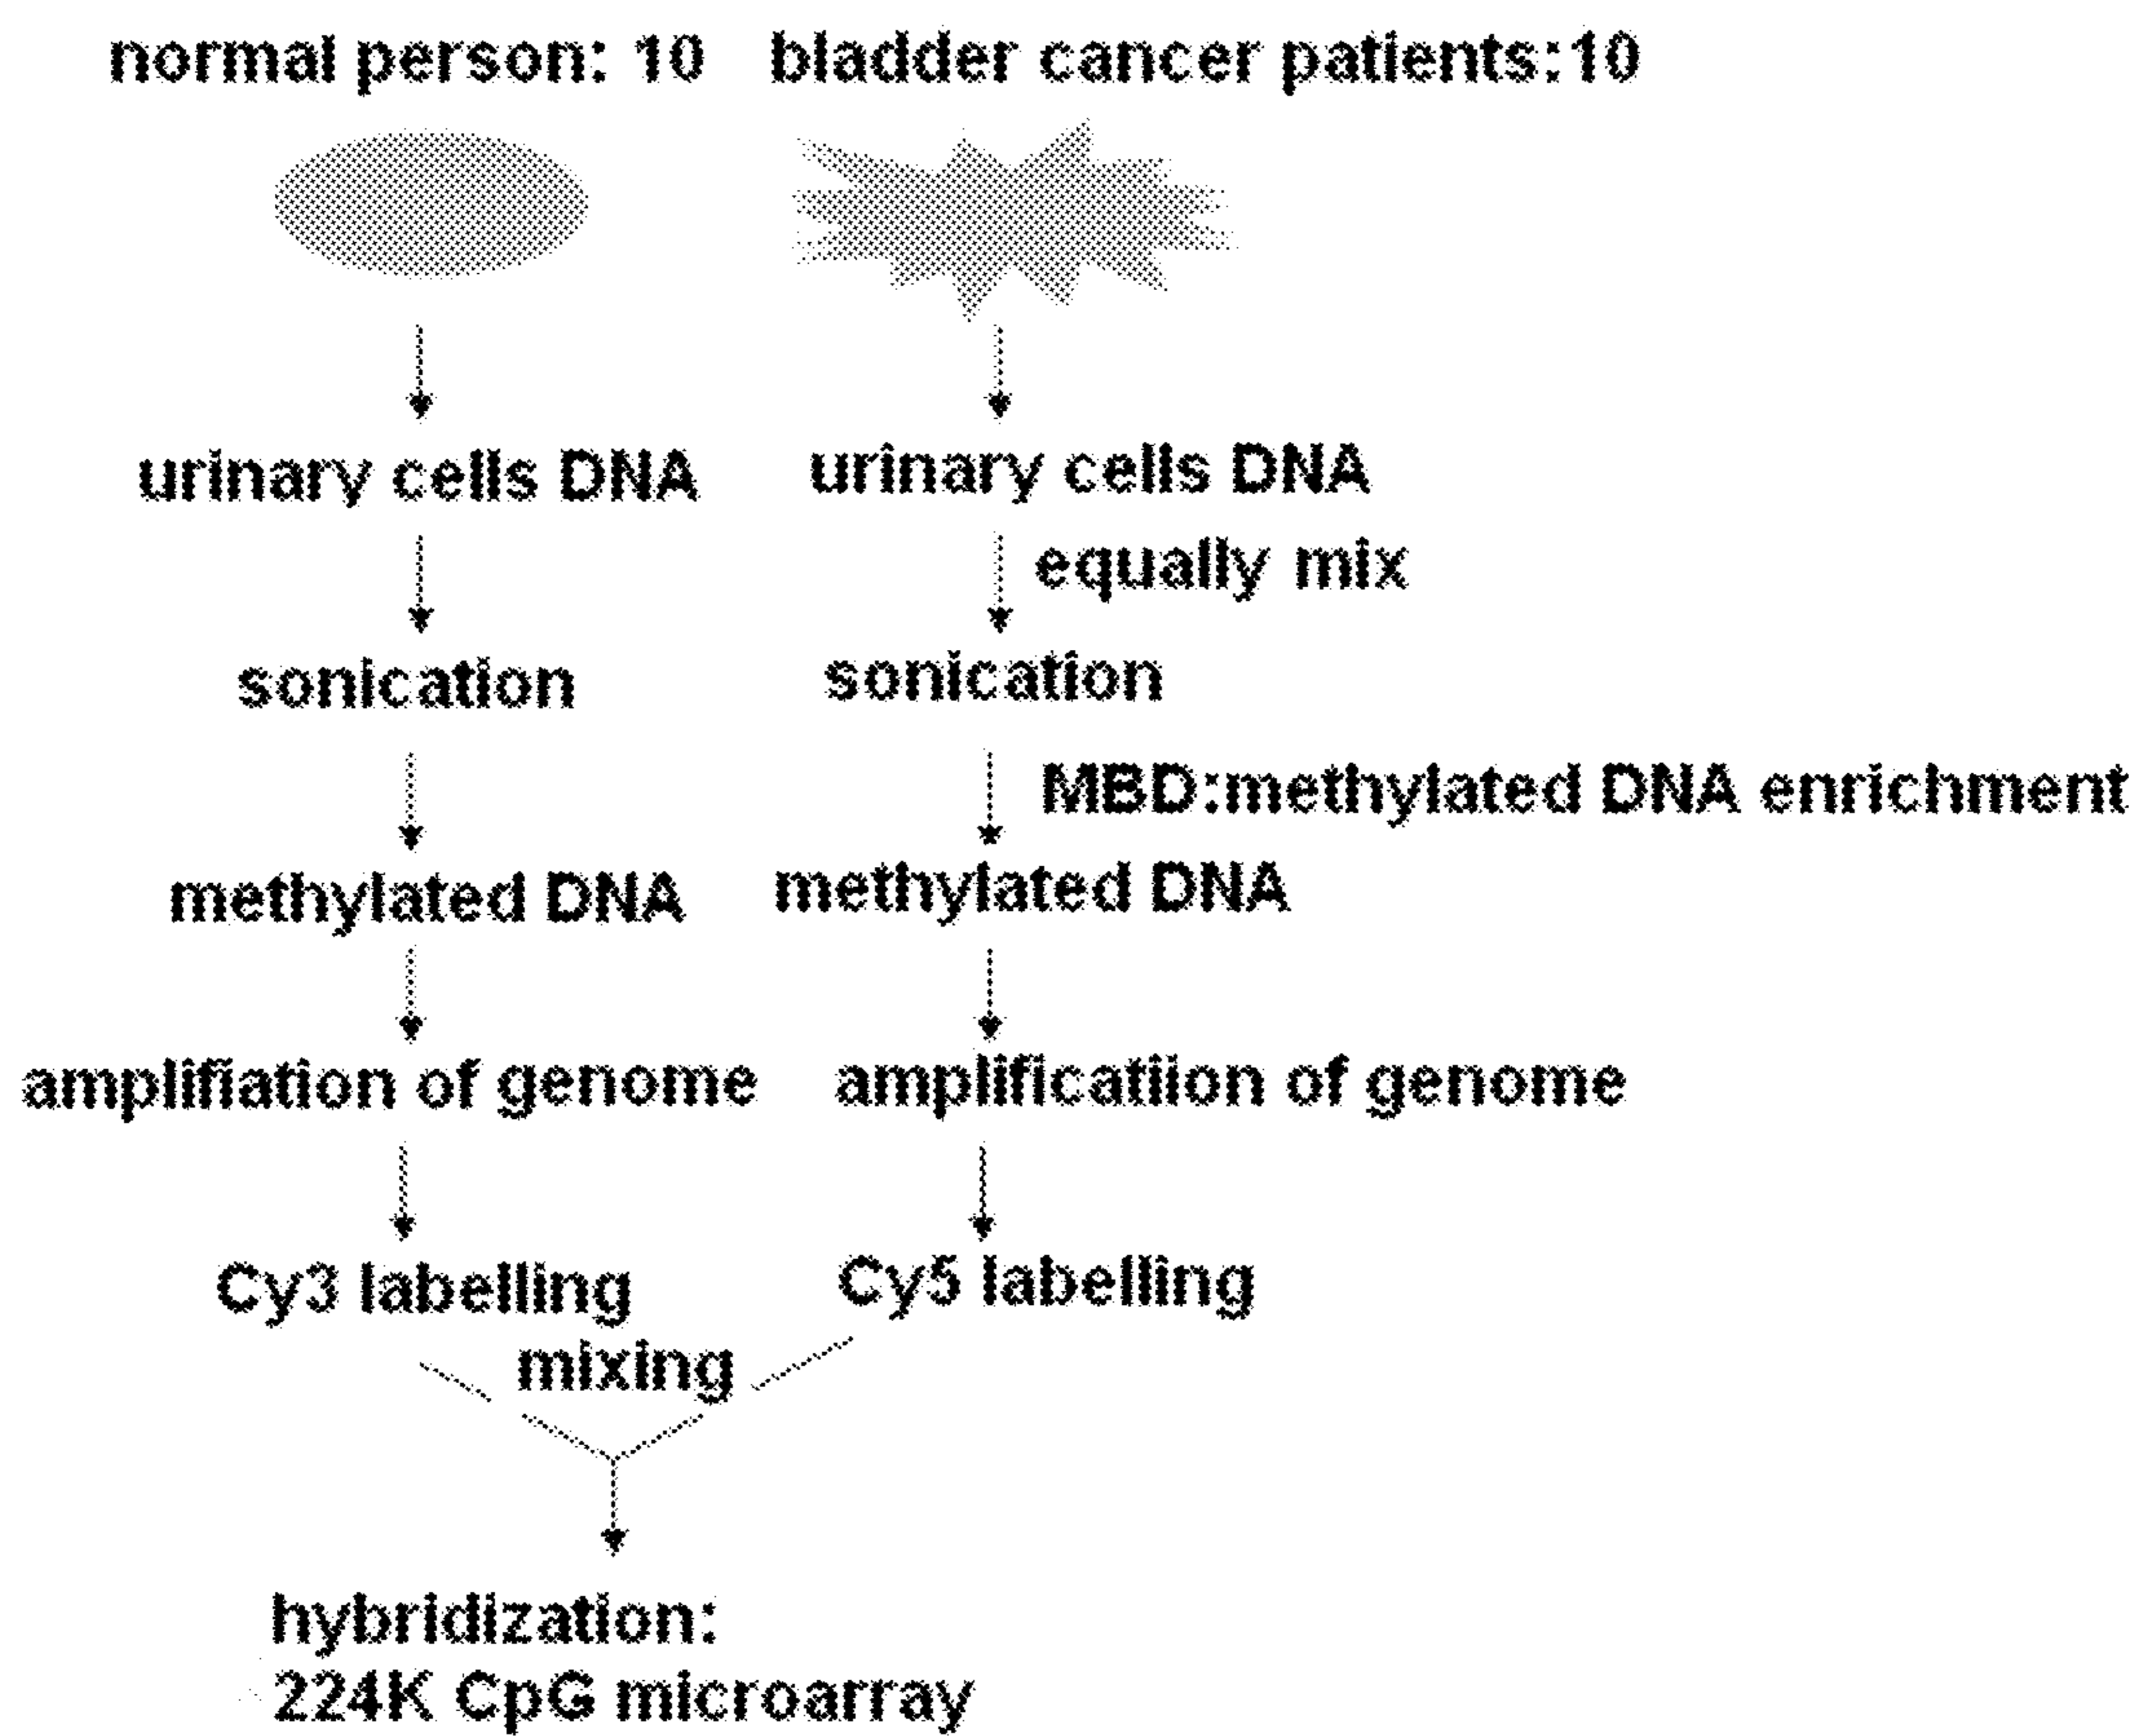 normal person: 10 bladder cancer patients:10
urinary cells DNA urinary cells DNA
equally mix
sonication sonication
MBD:methylated DNA enrichment
methylated DNA methylated DNA
amplifiation of genome amplificatiion of genome
Cy3 labelling Cy5 labelling
mixing
hybridization:
224K CpG microarray